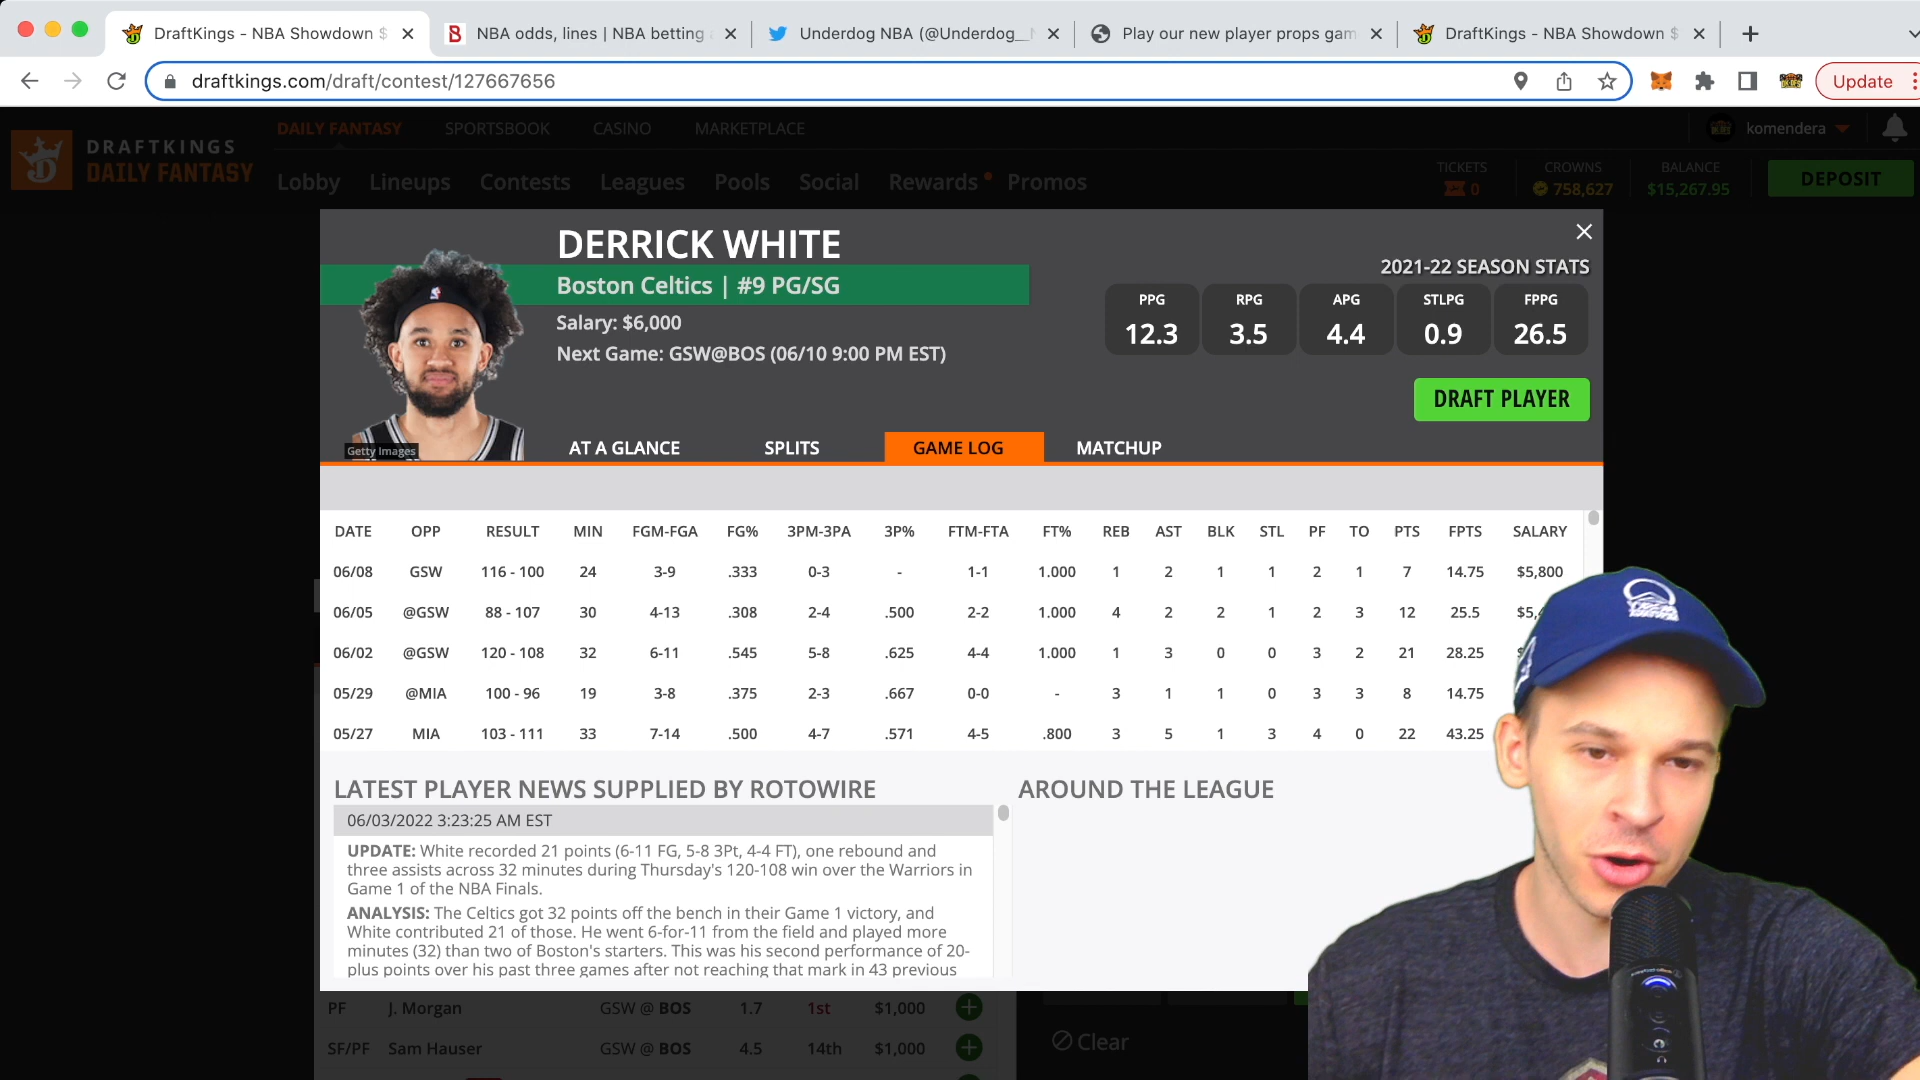 DraftKings - NBA Showdown $
NBA odds, lines | NBA betting
Underdog NBA (@Underdog__
Play our new player props gam
DraftKings - NBA Showdown $
draftkings.com/draft/contest/127667656
Update
DRAFTKINGS
DAILY FANTASY
DAILY FANTASY SPORTSBOOK CASINO MARKETPLACE
komendera
Lobby Lineups Contests Leagues Pools Social Rewards Promos
TICKETS 0
CROWNS 758,627
BALANCE $15,267.95
DEPOSIT
DERRICK WHITE
Boston Celtics | #9 PG/SG
Salary: $6,000
Next Game: GSW@BOS (06/10 9:00 PM EST)
Getty Images
2021-22 SEASON STATS
PPG RPG APG STLPG FPPG
12.3 3.5 4.4 0.9 26.5
DRAFT PLAYER
AT A GLANCE SPLITS GAME LOG MATCHUP
DATE OPP RESULT MIN FGM-FGA FG% 3PM-3PA 3P% FTM-FTA FT% REB AST BLK STL PF TO PTS FPTS SALARY
06/08 GSW 116 - 100 24 3-9 .333 0-3 - 1-1 1.000 1 2 1 1 2 1 7 14.75 $5,800
06/05 @GSW 88 - 107 30 4-13 .308 2-4 .500 2-2 1.000 4 2 2 1 2 3 12 25.5
06/02 @GSW 120 - 108 32 6-11 .545 5-8 .625 4-4 1.000 1 3 0 0 3 2 21 28.25
05/29 @MIA 100 - 96 19 3-8 .375 2-3 .667 0-0 - 3 1 1 0 3 3 8 14.75
05/27 MIA 103 - 111 33 7-14 .500 4-7 .571 4-5 .800 3 5 1 3 4 0 22 43.25
LATEST PLAYER NEWS SUPPLIED BY ROTOWIRE
AROUND THE LEAGUE
06/03/2022 3:23:25 AM EST
UPDATE: White recorded 21 points (6-11 FG, 5-8 3Pt, 4-4 FT), one rebound and
three assists across 32 minutes during Thursday's 120-108 win over the Warriors in
Game 1 of the NBA Finals.
ANALYSIS: The Celtics got 32 points off the bench in their Game 1 victory, and
White contributed 21 of those. He went 6-for-11 from the field and played more
minutes (32) than two of Boston's starters. This was his second performance of 20-
plus points over his past three games after not reaching that mark in 43 previous
PF J. Morgan GSW @ BOS 1.7 1st $1,000
SF/PF Sam Hauser GSW @ BOS 4.5 14th $1,000
Clear